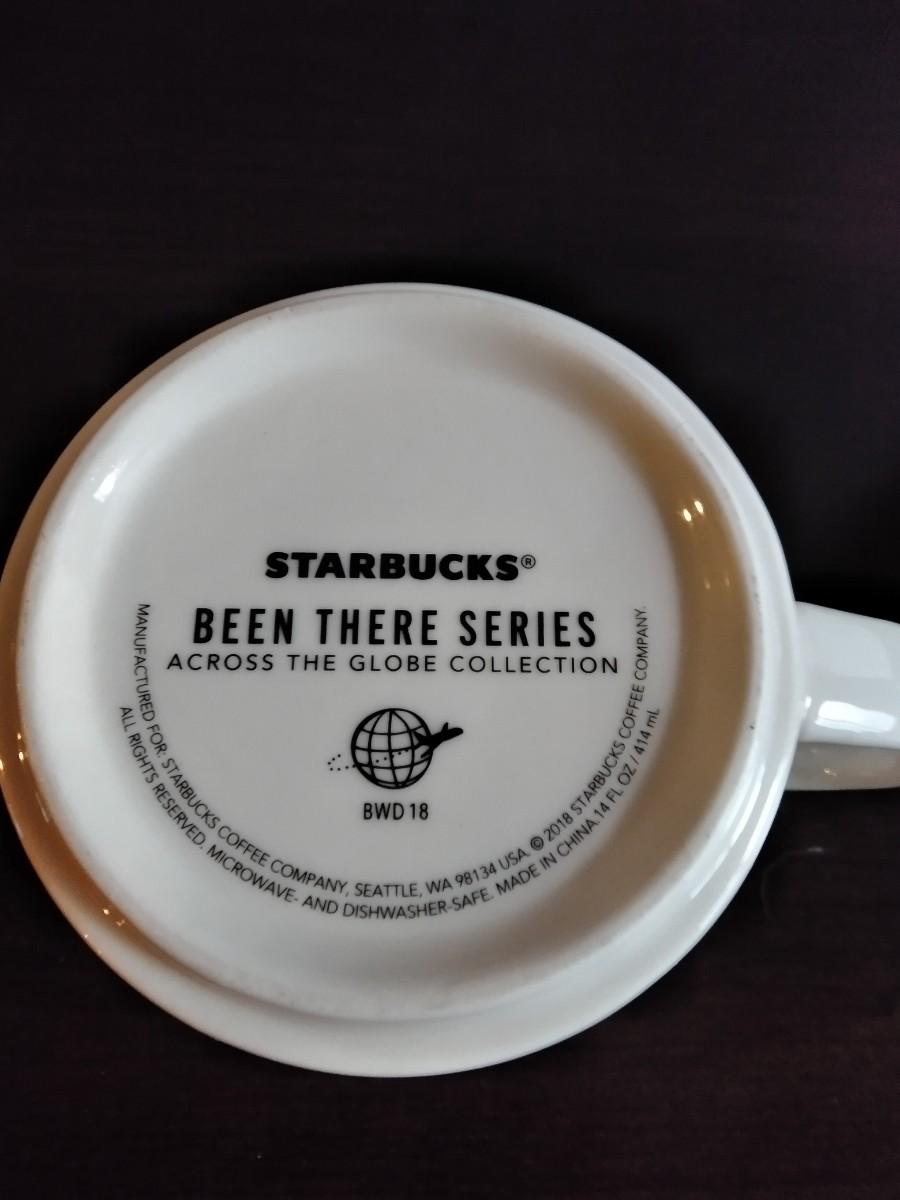 STARBUCKS®
BEEN THERE SERIES
ACROSS THE GLOBE COLLECTION
BWD 18
MANUFACTURED FOR: STARBUCKS COFFEE COMPANY, SEATTLE, WA 98134 USA. © 2018 STARBUCKS COFFEE COMPANY.
ALL RIGHTS RESERVED. MICROWAVE- AND DISHWASHER-SAFE. MADE IN CHINA. 14 FL OZ / 414 mL